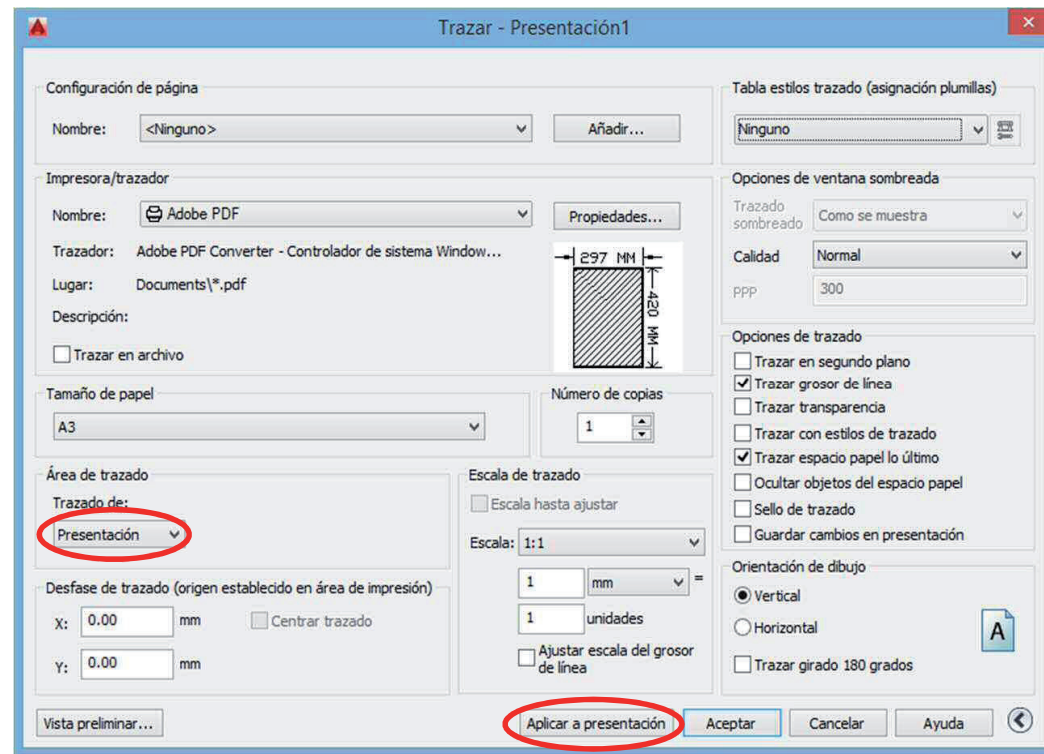 Trazar - Presentación1
Configuración de página
Nombre: <Ninguno> Añadir...
Tabla estilos trazado (asignación plumillas)
Ninguno
Impresora/trazador
Nombre: Adobe PDF Propiedades...
Trazador: Adobe PDF Converter - Controlador de sistema Window...
Lugar: Documents\*.pdf
Descripción:
Trazar en archivo
297 MM
420 MM
Opciones de ventana sombreada
Trazado
sombreado Como se muestra
Calidad Normal
PPP 300
Tamaño de papel
A3
Número de copias
1
Opciones de trazado
Trazar en segundo plano
Trazar grosor de línea
Trazar transparencia
Trazar con estilos de trazado
Trazar espacio papel lo último
Ocultar objetos del espacio papel
Sello de trazado
Guardar cambios en presentación
Área de trazado
Trazado de:
Presentación
Escala de trazado
Escala hasta ajustar
Escala: 1:1
1 mm =
1 unidades
Ajustar escala del grosor
de línea
Desfase de trazado (origen establecido en área de impresión)
X: 0.00 mm Centrar trazado
Y: 0.00 mm
Orientación de dibujo
Vertical
Horizontal
A
Trazar girado 180 grados
Vista preliminar... Aplicar a presentación Aceptar Cancelar Ayuda